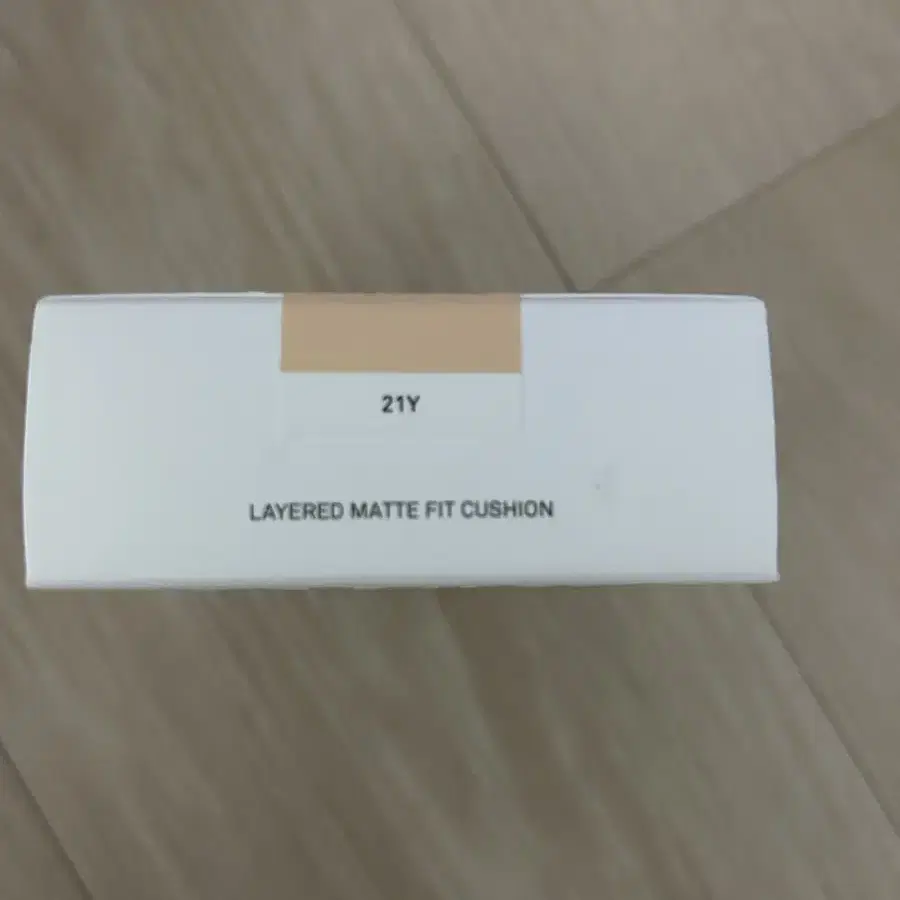 21Y
LAYERED MATTE FIT CUSHION